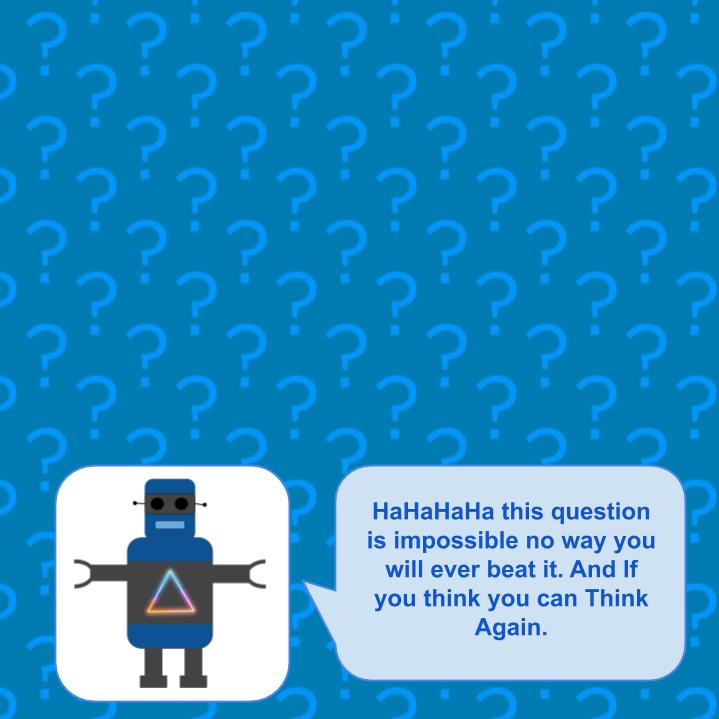 HaHaHaHa this question
is impossible no way you
will ever beat it. And If
you think you can Think
Again.